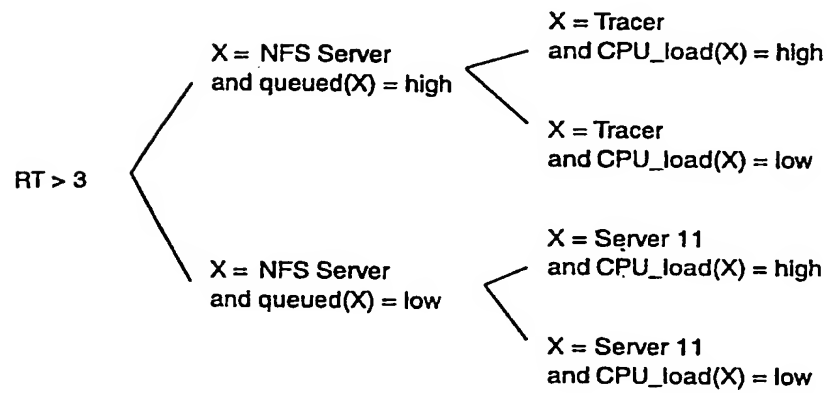 X = Tracer
and CPU_load(X) = high
X = NFS Server
and queued(X) = high
X = Tracer
and CPU_load(X) = low
RT > 3
X = Server 11
and CPU_load(X) = high
X = NFS Server
and queued(X) = low
X = Server 11
and CPU_load(X) = low